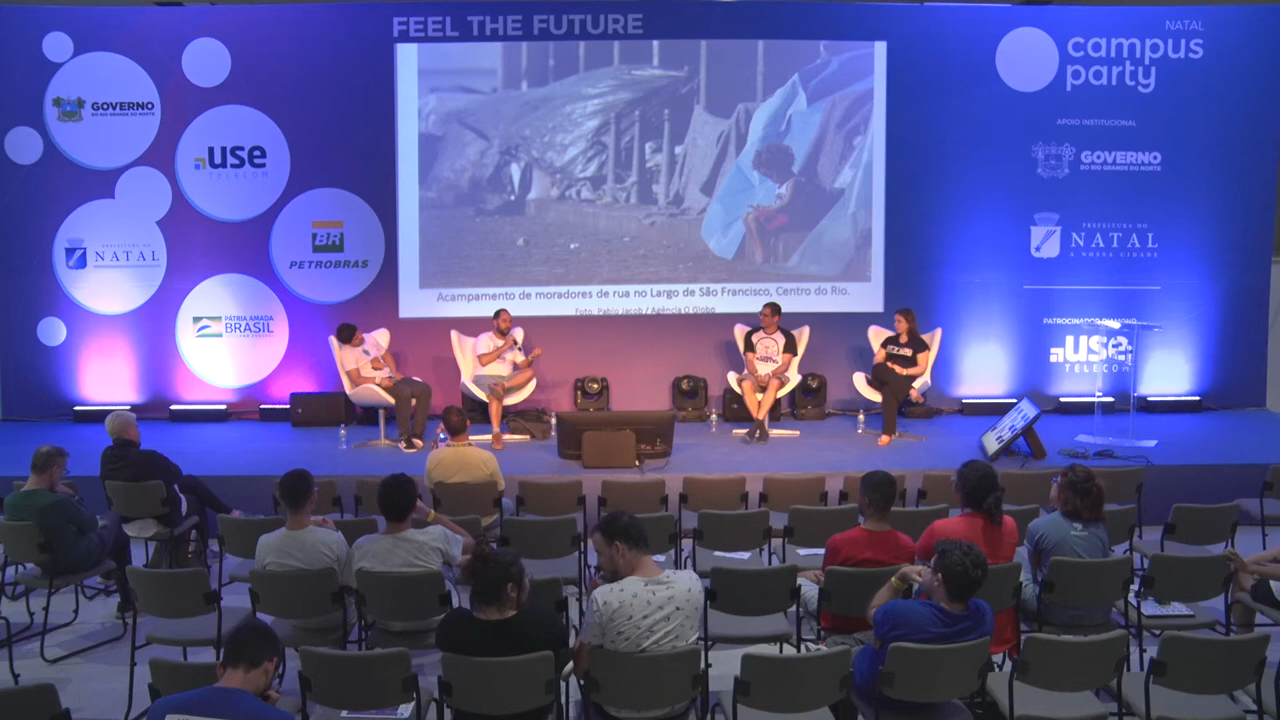 FEEL THE FUTURE
NATAL
campus
party
APOIO INSTITUCIONAL
GOVERNO
DO RIO GRANDE DO NORTE
PREFEITURA DO
NATAL
A NOSSA CIDADE
PATROCINADOR DIAMOND
use
TELECOM
GOVERNO
DO RIO GRANDE DO NORTE
use
TELECOM
PREFEITURA DO
NATAL
BR
PETROBRAS
PÁTRIA AMADA
BRASIL
Acampamento de moradores de rua no Largo de São Francisco, Centro do Rio.
Foto: Pablo Jacob / Agência O Globo